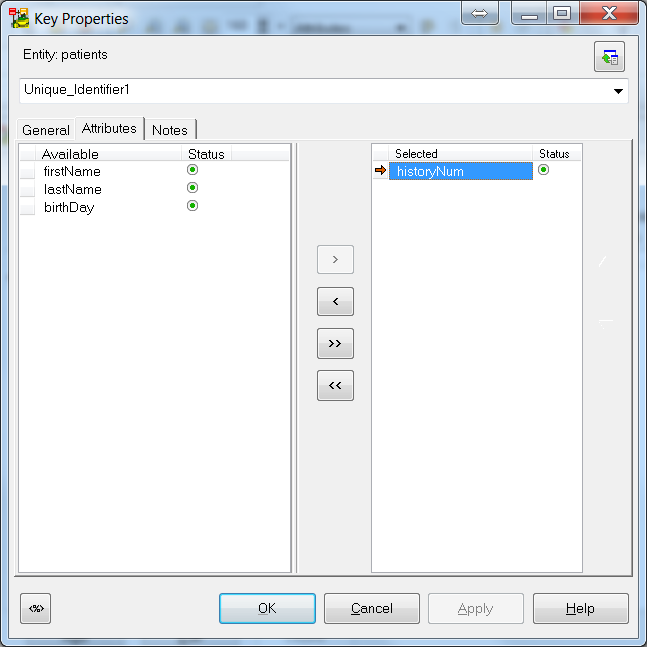 Key Properties
Entity: patients
Unique_Identifier1
General Attributes Notes
Available Status
firstName
lastName
birthDay
Selected Status
historyNum
>
<
>>
<<
<%> OK Cancel Apply Help